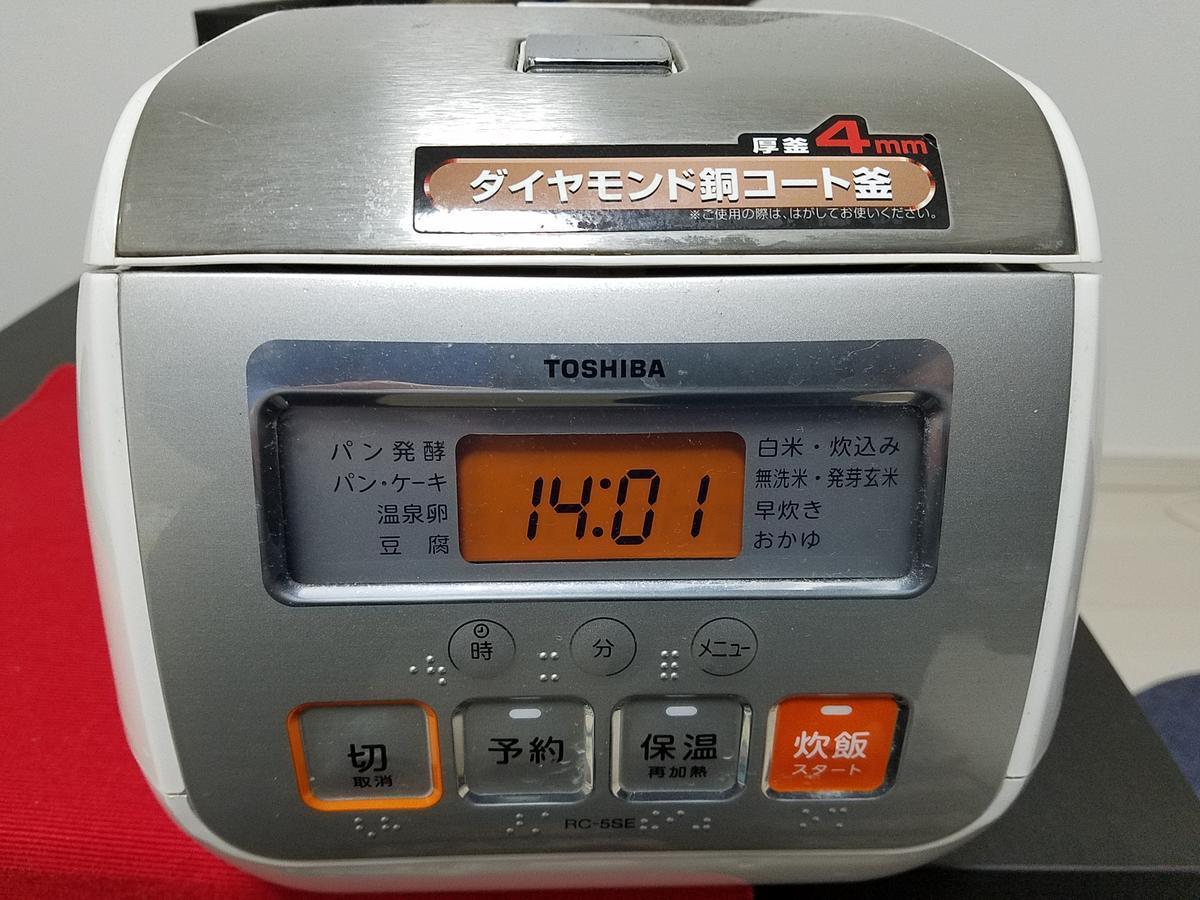 厚釜4mm
ダイヤモンド銅コート釜
※ご使用の際は、はがしてお使いください。
TOSHIBA
パン発酵
パン・ケーキ
温泉卵
豆腐
14:01
白米・炊込み
無洗米・発芽玄米
早炊き
おかゆ
時
分
メニュー
切
取消
予約
保温
再加熱
炊飯
スタート
RC-5SE